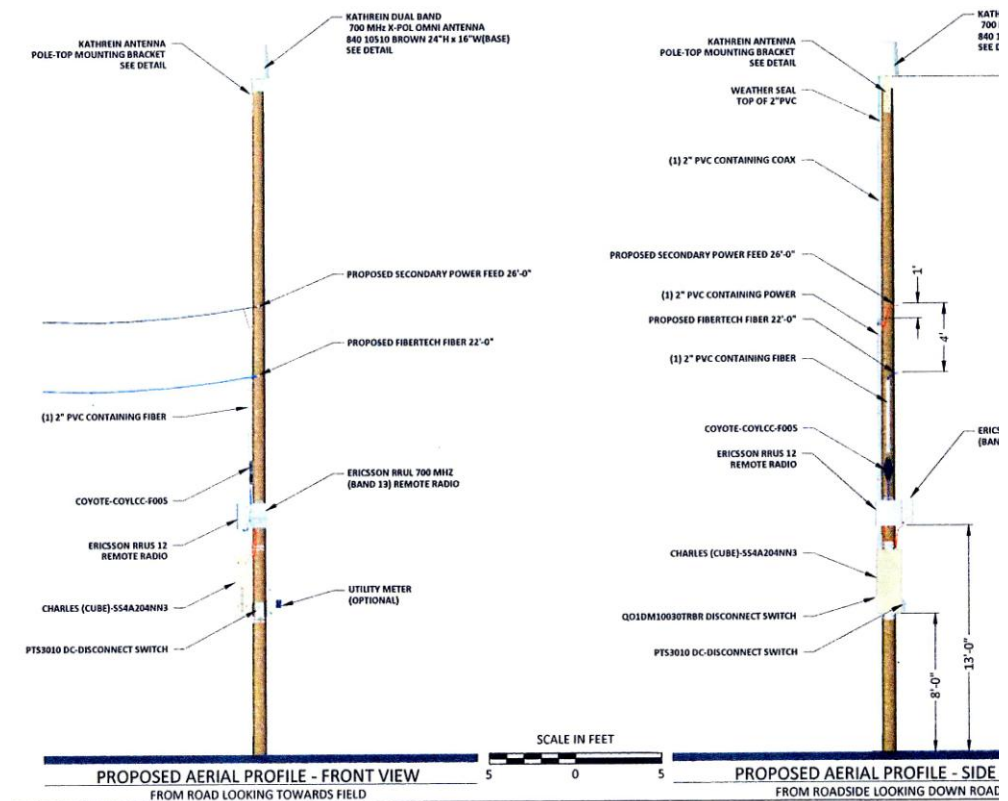 KATHREIN DUAL BAND
700 MHz X-POL OMNI ANTENNA
840 10510 BROWN 24"H x 16"W(BASE)
SEE DETAIL
KATHREIN ANTENNA
POLE-TOP MOUNTING BRACKET
SEE DETAIL
PROPOSED SECONDARY POWER FEED 26'-0"
PROPOSED FIBERTECH FIBER 22'-0"
(1) 2" PVC CONTAINING FIBER
COYOTE-COYLCC-F005
ERICSSON RRUL 700 MHZ
(BAND 13) REMOTE RADIO
ERICSSON RRUS 12
REMOTE RADIO
CHARLES (CUBE)-SS4A204NN3
UTILITY METER
(OPTIONAL)
PTS3010 DC-DISCONNECT SWITCH
PROPOSED AERIAL PROFILE - FRONT VIEW
FROM ROAD LOOKING TOWARDS FIELD
SCALE IN FEET
5 0 5
KATH
700
840 1
SEE D
KATHREIN ANTENNA
POLE-TOP MOUNTING BRACKET
SEE DETAIL
WEATHER SEAL
TOP OF 2"PVC
(1) 2" PVC CONTAINING COAX
PROPOSED SECONDARY POWER FEED 26'-0"
1'
(1) 2" PVC CONTAINING POWER
PROPOSED FIBERTECH FIBER 22'-0"
4'
(1) 2" PVC CONTAINING FIBER
COYOTE-COYLCC-F005
ERICS
(BAN
ERICSSON RRUS 12
REMOTE RADIO
CHARLES (CUBE)-SS4A204NN3
QO1DM10030TRBR DISCONNECT SWITCH
PTS3010 DC-DISCONNECT SWITCH
8'-0"
13'-0"
PROPOSED AERIAL PROFILE - SIDE
FROM ROADSIDE LOOKING DOWN ROAD